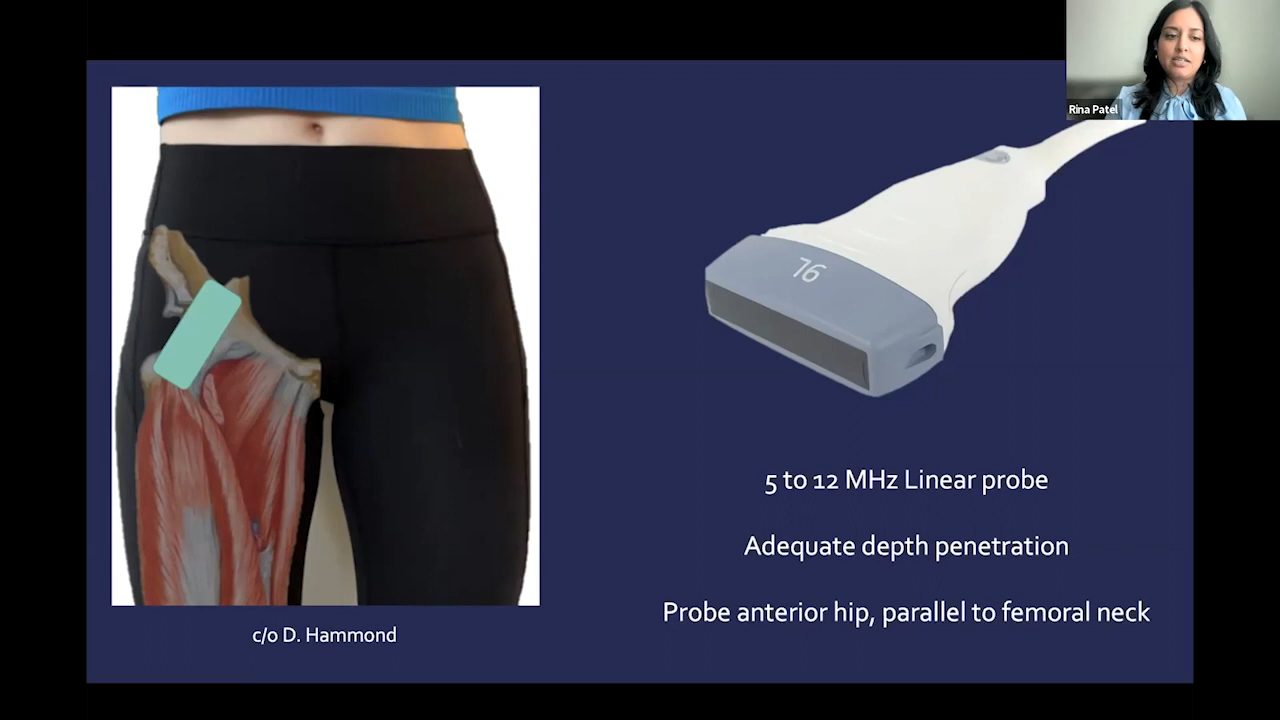 Rina Patel
9L
5 to 12 MHz Linear probe
Adequate depth penetration
Probe anterior hip, parallel to femoral neck
c/o D. Hammond